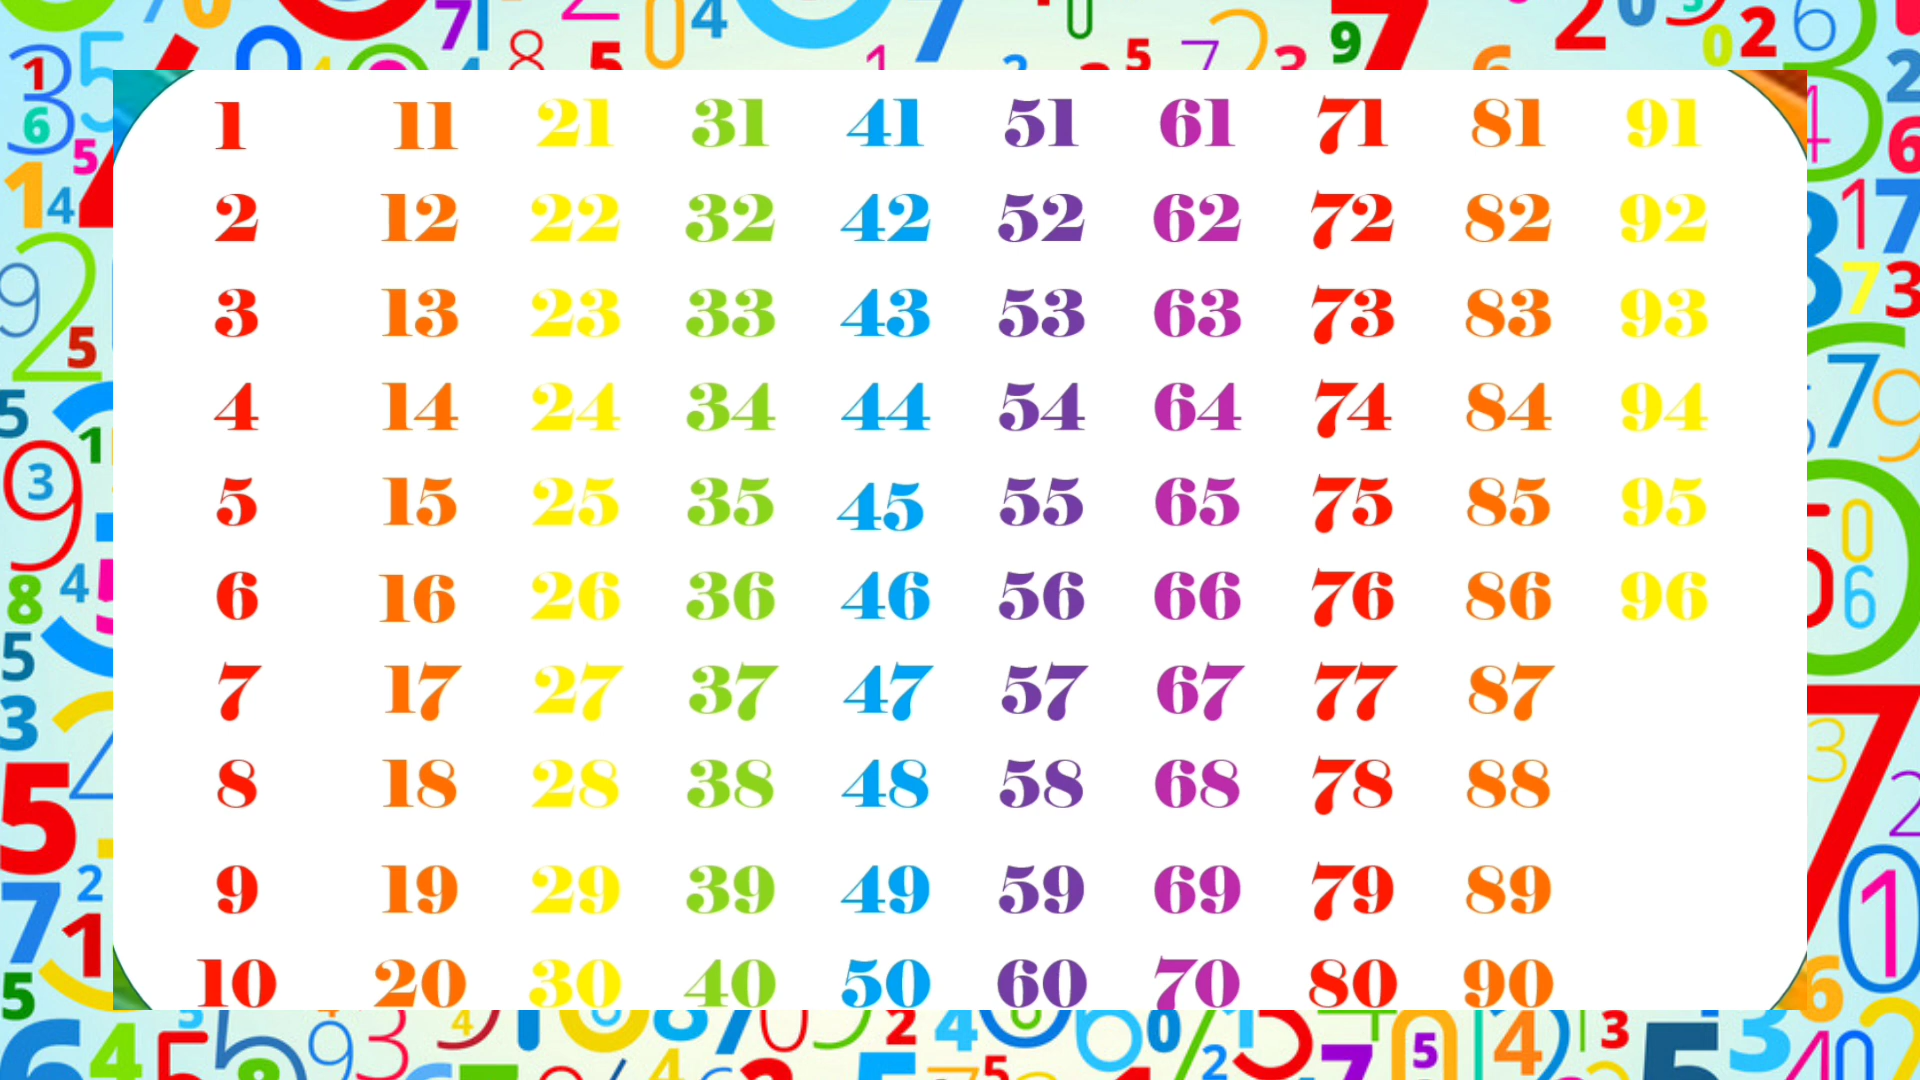 1 11 21 31 41 51 61 71 81 91
2 12 22 32 42 52 62 72 82 92
3 13 23 33 43 53 63 73 83 93
4 14 24 34 44 54 64 74 84 94
5 15 25 35 45 55 65 75 85 95
6 16 26 36 46 56 66 76 86 96
7 17 27 37 47 57 67 77 87
8 18 28 38 48 58 68 78 88
9 19 29 39 49 59 69 79 89
10 20 30 40 50 60 70 80 90